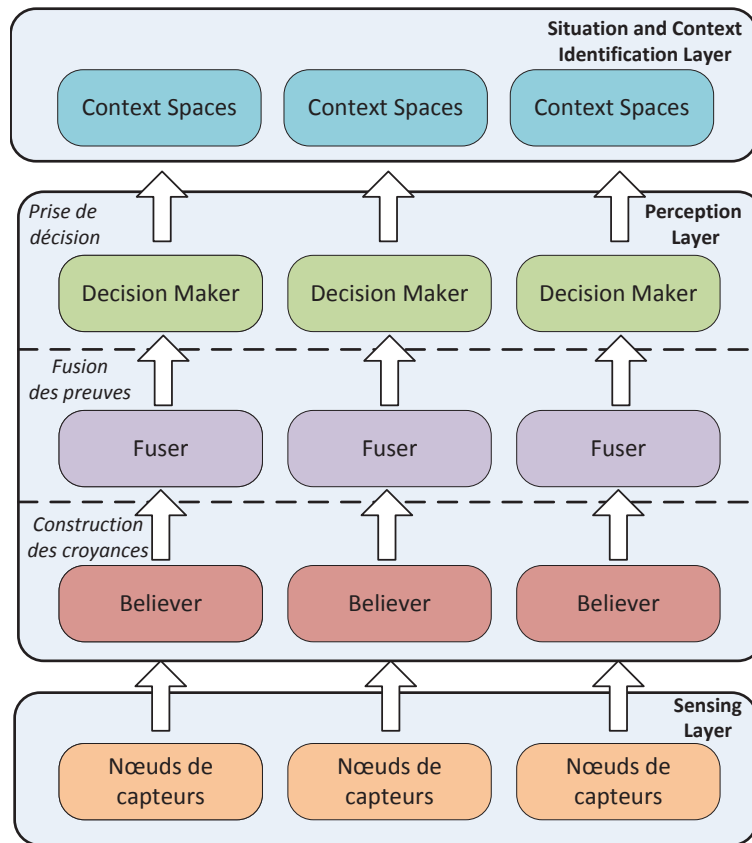 Situation and Context
Identification Layer
Context Spaces
Context Spaces
Context Spaces
Prise de
décision
Perception
Layer
Decision Maker
Decision Maker
Decision Maker
Fusion
des preuves
Fuser
Fuser
Fuser
Construction
des croyances
Believer
Believer
Believer
Sensing
Layer
Nœuds de
capteurs
Nœuds de
capteurs
Nœuds de
capteurs